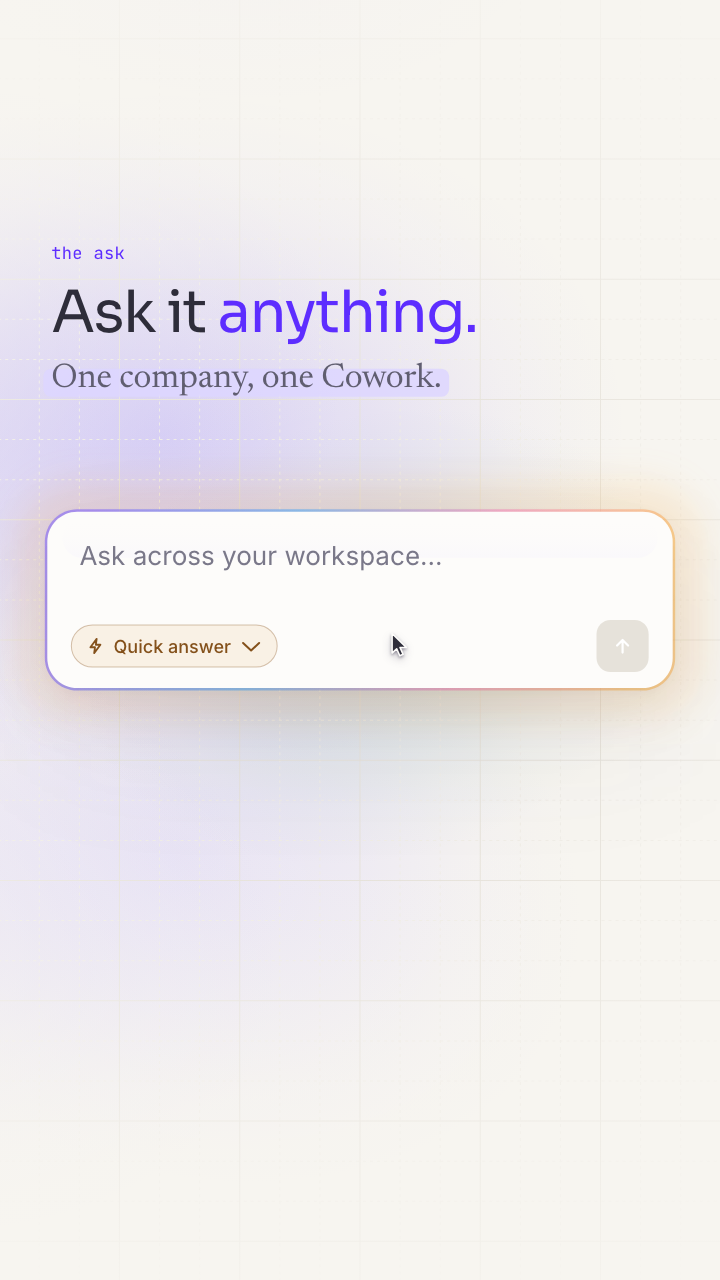 the ask
Ask it anything.
One company, one Cowork.
Ask across your workspace...
Quick answer